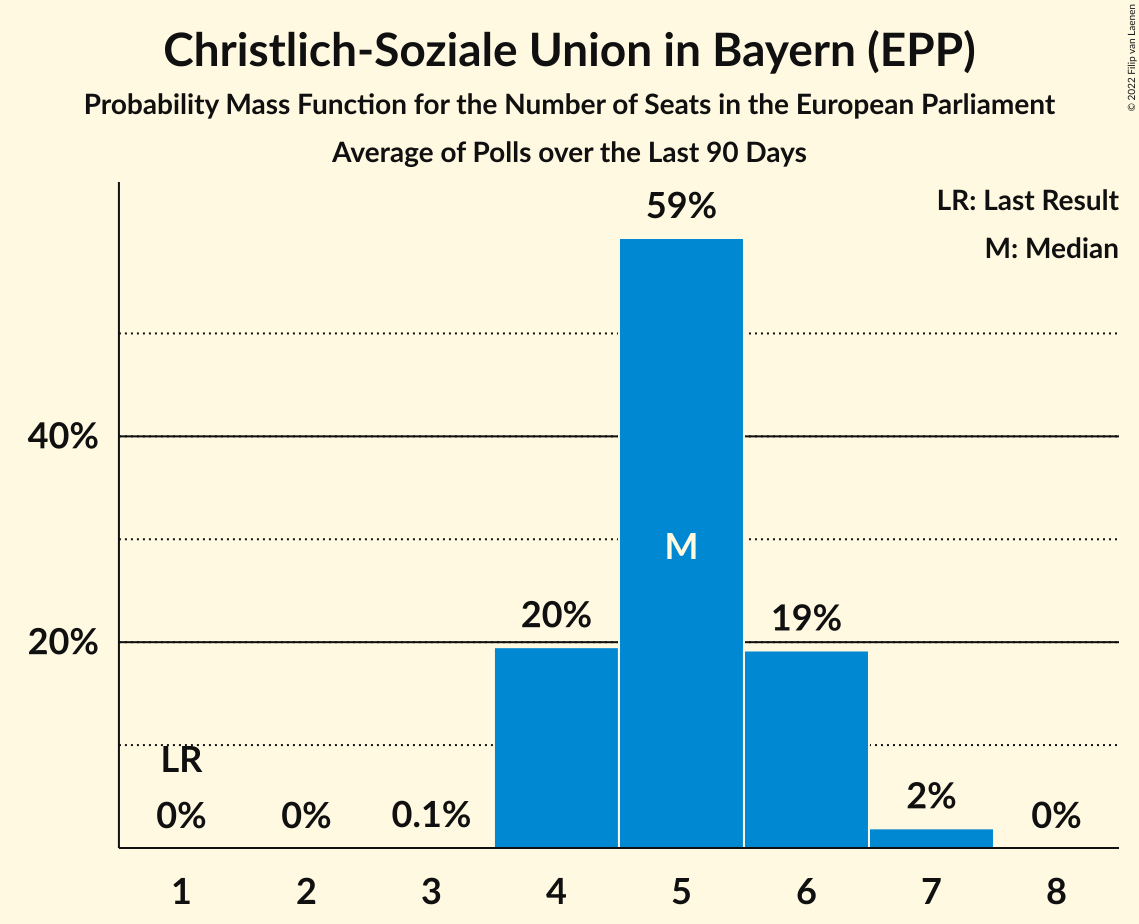 Christlich-Soziale Union in Bayern (EPP)
Probability Mass Function for the Number of Seats in the European Parliament
Average of Polls over the Last 90 Days
© 2022 Filip van Laenen
LR: Last Result
M: Median
59%
40%
M
20%
19%
20%
LR
0%
0%
0.1%
2%
0%
1 2 3 4 5 6 7 8